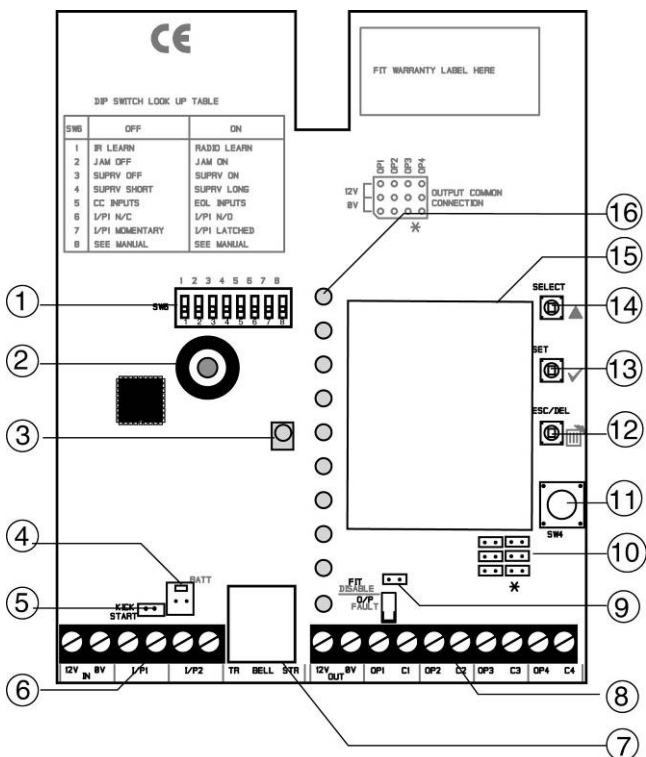 CE
FIT WARRANTY LABEL HERE
DIP SWITCH LOOK UP TABLE
SW6 OFF ON
1 IR LEARN RADIO LEARN
2 JAM OFF JAM ON
3 SUPRV OFF SUPRV ON
4 SUPRV SHORT SUPRV LONG
5 CC INPUTS EOL INPUTS
6 I/P1 N/C I/P1 N/O
7 I/P1 MOMENTARY I/P1 LATCHED
8 SEE MANUAL SEE MANUAL
OP1 OP2 OP3 OP4
12V
0V
OUTPUT COMMON
CONNECTION
*
16
15
1 2 3 4 5 6 7 8
SW6
1 2 3 4 5 6 7 8
1
SELECT
14
2
SET
13
3
ESC/DEL
12
11
SW4
4
BATT
10
*
5
KICK
START
FIT
DISABLE
O/P
FAULT
9
12V 0V I/P1 I/P2 TR BELL STR 12V 0V OP1 C1 OP2 C2 OP3 C3 OP4 C4
IN OUT
6
8
7